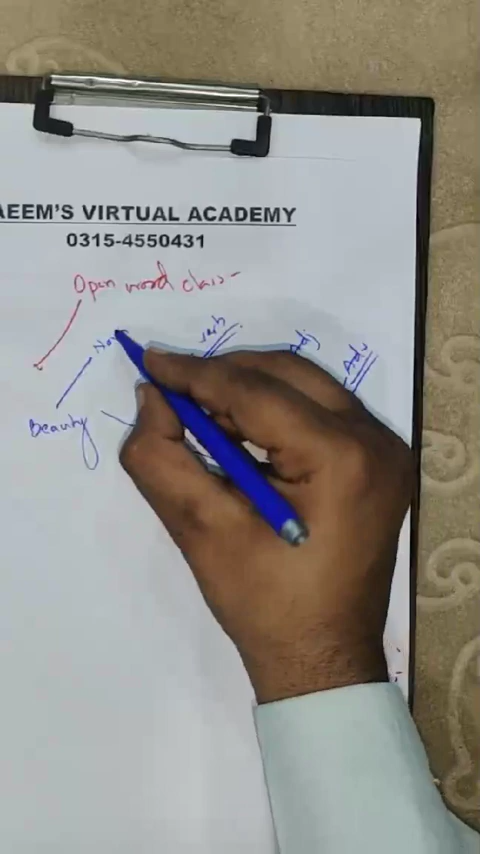 AEEM'S VIRTUAL ACADEMY
0315-4550431
Open word class-
verb Adj Adv
Beauty